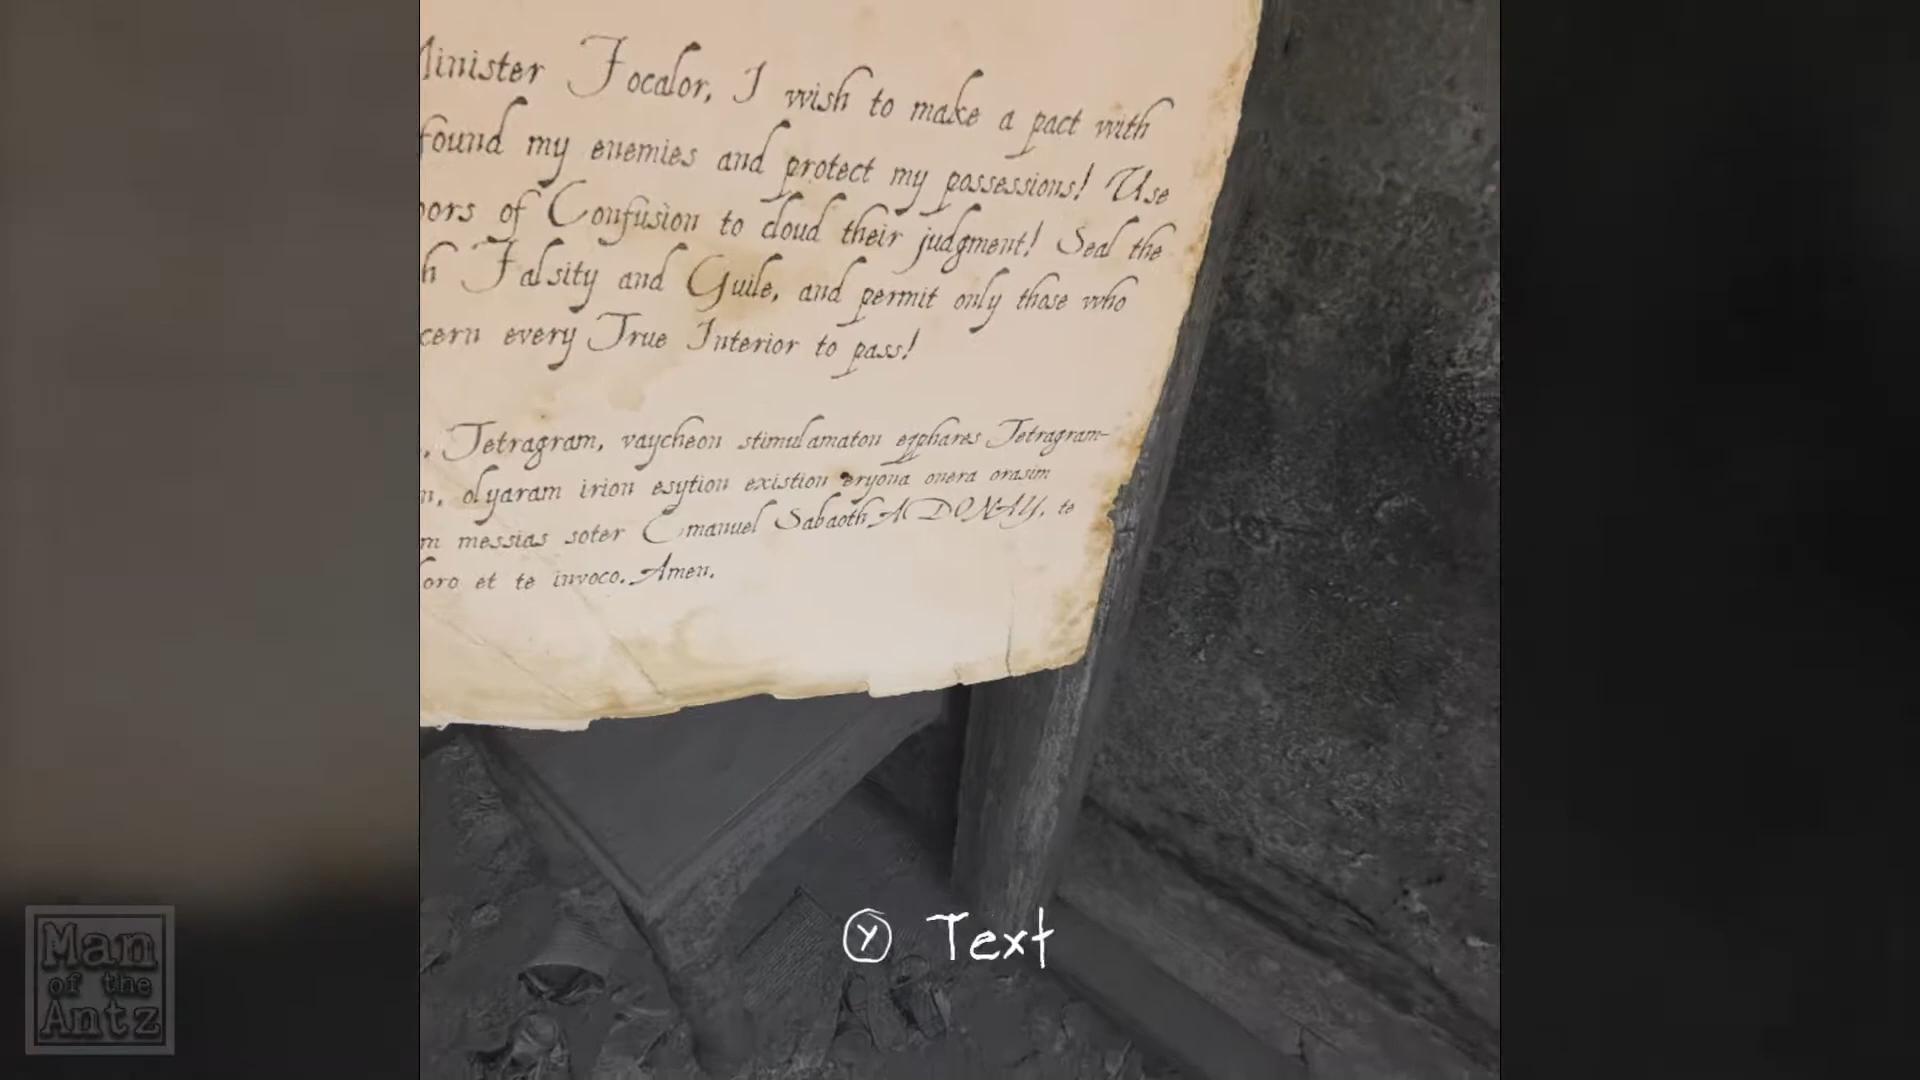 Minister Focalor, I wish to make a pact with
found my enemies and protect my possessions! Use
oors of Confusion to cloud their judgment! Seal the
h Falsity and Guile, and permit only those who
cern every True Interior to pass!
. Tetragram, vaycheon stimulamaton ezphares Tetragram-
n, olyaram irion esytion existion eryona onera orasim
m messias soter Emanuel Sabaoth ADONAY, te
oro et te invoco. Amen.
Y Text
Man
of the
Antz